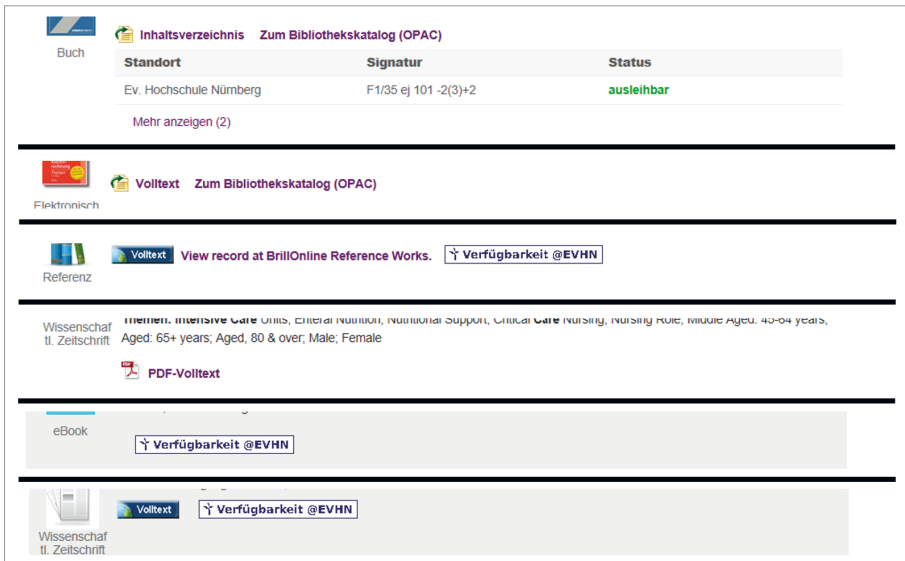 Buch
Inhaltsverzeichnis Zum Bibliothekskatalog (OPAC)
Standort Signatur Status
Ev. Hochschule Nürnberg F1/35 ej 101 -2(3)+2 ausleihbar
Mehr anzeigen (2)
Elektronisch
Volltext Zum Bibliothekskatalog (OPAC)
Referenz
Volltext View record at BrillOnline Reference Works. Verfügbarkeit @EVHN
Wissenschaf
tl. Zeitschrift
Themen: Intensive Care Units; Enteral Nutrition; Nutritional Support; Critical Care Nursing; Nursing Role; Middle Aged: 45-64 years;
Aged: 65+ years; Aged, 80 & over; Male; Female
PDF-Volltext
eBook
Verfügbarkeit @EVHN
Volltext Verfügbarkeit @EVHN
Wissenschaf
tl. Zeitschrift